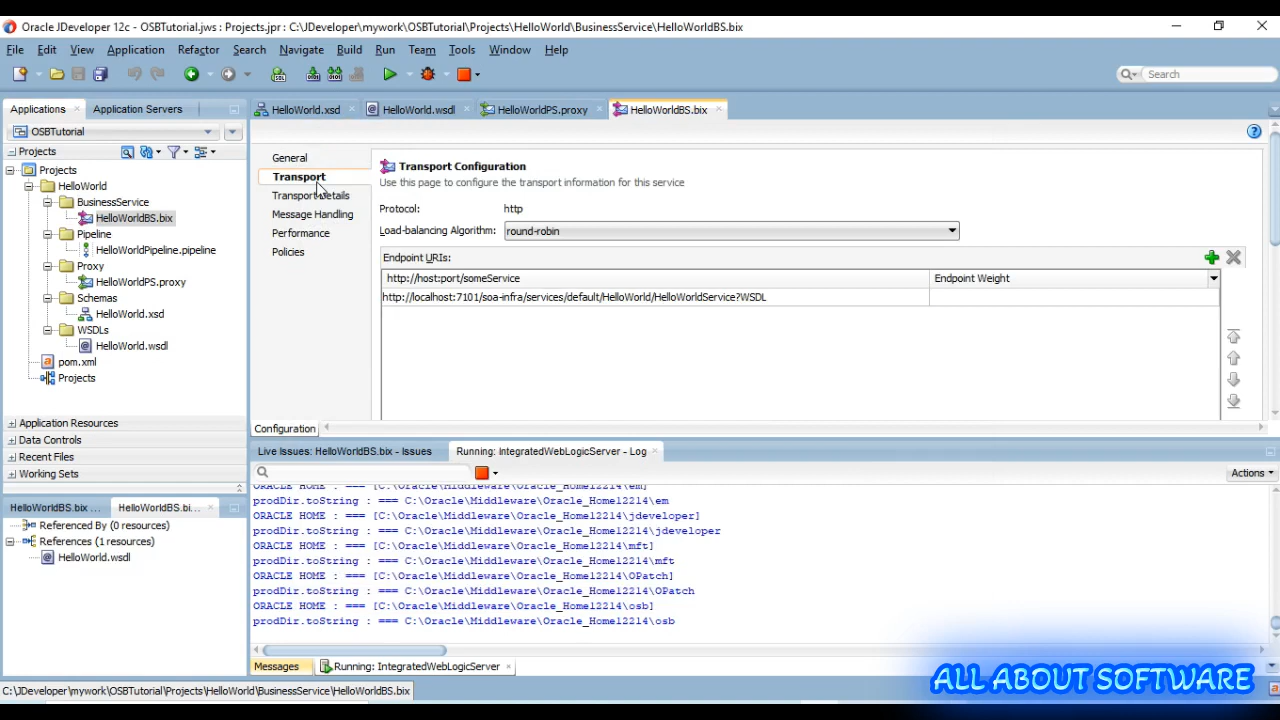 Oracle JDeveloper 12c - OSBTutorial.jws : Projects.jpr : C:\JDeveloper\mywork\OSBTutorial\Projects\HelloWorld\BusinessService\HelloWorldBS.bix
File Edit View Application Refactor Search Navigate Build Run Team Tools Window Help
Search
Applications Application Servers
HelloWorld.xsd HelloWorld.wsdl HelloWorldPS.proxy HelloWorldBS.bix
OSBTutorial
Projects
Projects
HelloWorld
BusinessService
HelloWorldBS.bix
Pipeline
HelloWorldPipeline.pipeline
Proxy
HelloWorldPS.proxy
Schemas
HelloWorld.xsd
WSDLs
HelloWorld.wsdl
pom.xml
Projects
Application Resources
Data Controls
Recent Files
Working Sets
General
Transport
Transport Details
Message Handling
Performance
Policies
Transport Configuration
Use this page to configure the transport information for this service
Protocol: http
Load-balancing Algorithm: round-robin
Endpoint URIs:
http://host:port/someService Endpoint Weight
http://localhost:7101/soa-infra/services/default/HelloWorld/HelloWorldService?WSDL
Configuration
HelloWorldBS.bix ... HelloWorldBS.bi...
Referenced By (0 resources)
References (1 resources)
HelloWorld.wsdl
Live Issues: HelloWorldBS.bix - Issues Running: IntegratedWebLogicServer - Log
Actions
ORACLE HOME : === [C:\Oracle\Middleware\Oracle_Home12214\em]
prodDir.toString : === C:\Oracle\Middleware\Oracle_Home12214\em
ORACLE HOME : === [C:\Oracle\Middleware\Oracle_Home12214\jdeveloper]
prodDir.toString : === C:\Oracle\Middleware\Oracle_Home12214\jdeveloper
ORACLE HOME : === [C:\Oracle\Middleware\Oracle_Home12214\mft]
prodDir.toString : === C:\Oracle\Middleware\Oracle_Home12214\mft
ORACLE HOME : === [C:\Oracle\Middleware\Oracle_Home12214\OPatch]
prodDir.toString : === C:\Oracle\Middleware\Oracle_Home12214\OPatch
ORACLE HOME : === [C:\Oracle\Middleware\Oracle_Home12214\osb]
prodDir.toString : === C:\Oracle\Middleware\Oracle_Home12214\osb
Messages Running: IntegratedWebLogicServer
C:\JDeveloper\mywork\OSBTutorial\Projects\HelloWorld\BusinessService\HelloWorldBS.bix
ALL ABOUT SOFTWARE